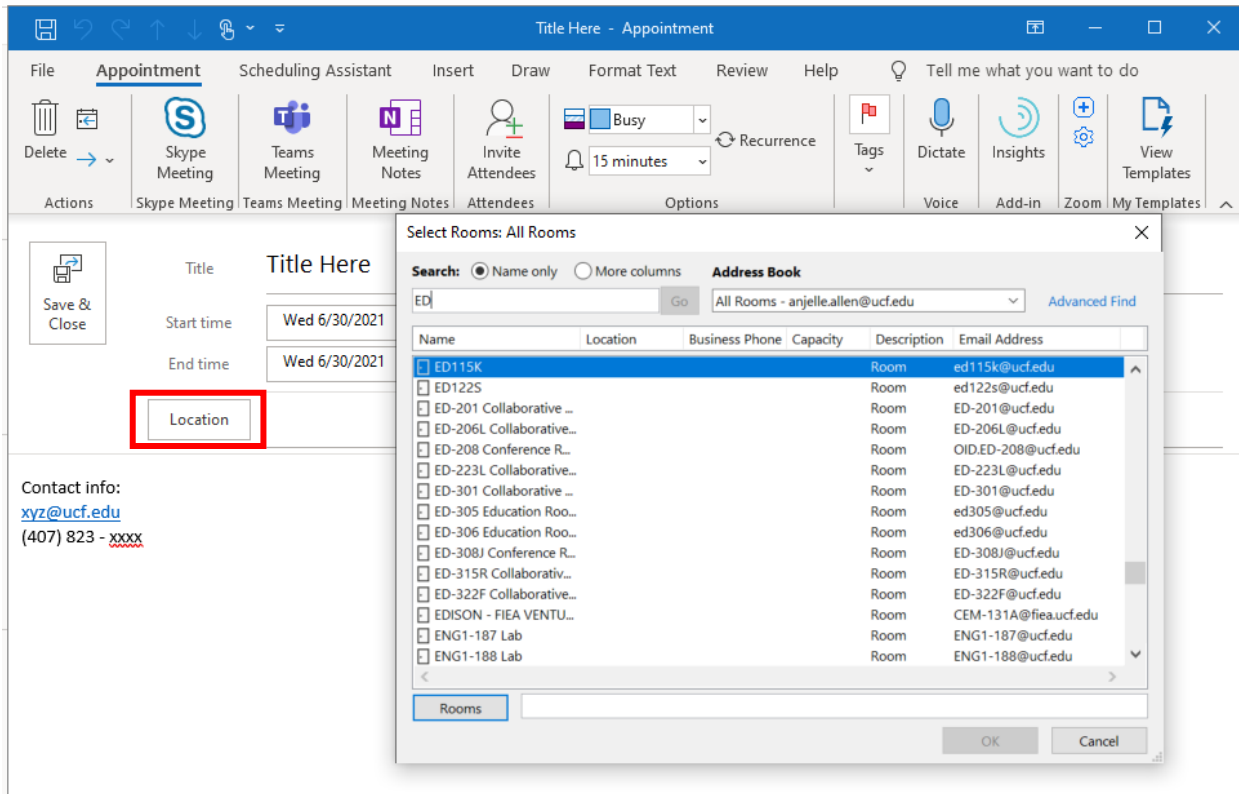 Title Here - Appointment
File Appointment Scheduling Assistant Insert Draw Format Text Review Help Tell me what you want to do
Delete
Skype Meeting
Teams Meeting
Meeting Notes
Invite Attendees
Busy
15 minutes
Recurrence
Tags
Dictate
Insights
View Templates
Actions Skype Meeting Teams Meeting Meeting Notes Attendees Options Voice Add-in Zoom My Templates
Save & Close
Title Title Here
Start time Wed 6/30/2021
End time Wed 6/30/2021
Location
Contact info:
xyz@ucf.edu
(407) 823 - xxxx
Select Rooms: All Rooms
Search: Name only More columns Address Book
ED Go All Rooms - anjelle.allen@ucf.edu Advanced Find
Name Location Business Phone Capacity Description Email Address
ED115K Room ed115k@ucf.edu
ED122S Room ed122s@ucf.edu
ED-201 Collaborative ... Room ED-201@ucf.edu
ED-206L Collaborative... Room ED-206L@ucf.edu
ED-208 Conference R... Room OID.ED-208@ucf.edu
ED-223L Collaborative... Room ED-223L@ucf.edu
ED-301 Collaborative ... Room ED-301@ucf.edu
ED-305 Education Roo... Room ed305@ucf.edu
ED-306 Education Roo... Room ed306@ucf.edu
ED-308J Conference R... Room ED-308J@ucf.edu
ED-315R Collaborativ... Room ED-315R@ucf.edu
ED-322F Collaborative... Room ED-322F@ucf.edu
EDISON - FIEA VENTU... Room CEM-131A@fiea.ucf.edu
ENG1-187 Lab Room ENG1-187@ucf.edu
ENG1-188 Lab Room ENG1-188@ucf.edu
Rooms
OK Cancel